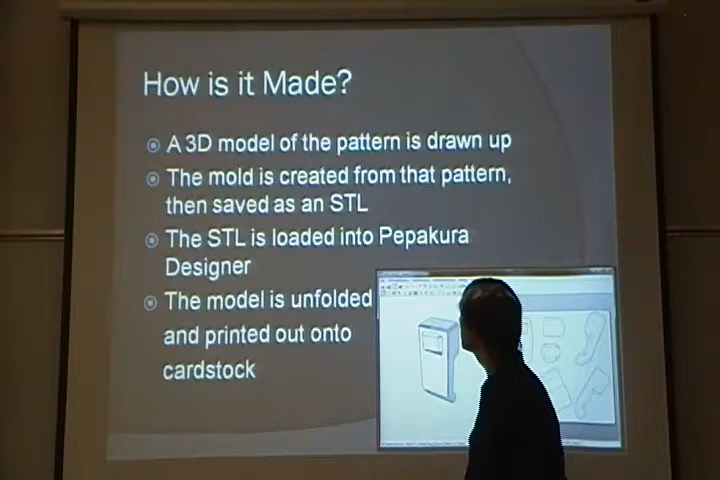 How is it Made?
A 3D model of the pattern is drawn up
The mold is created from that pattern,
then saved as an STL
The STL is loaded into Pepakura
Designer
The model is unfolded
and printed out onto
cardstock